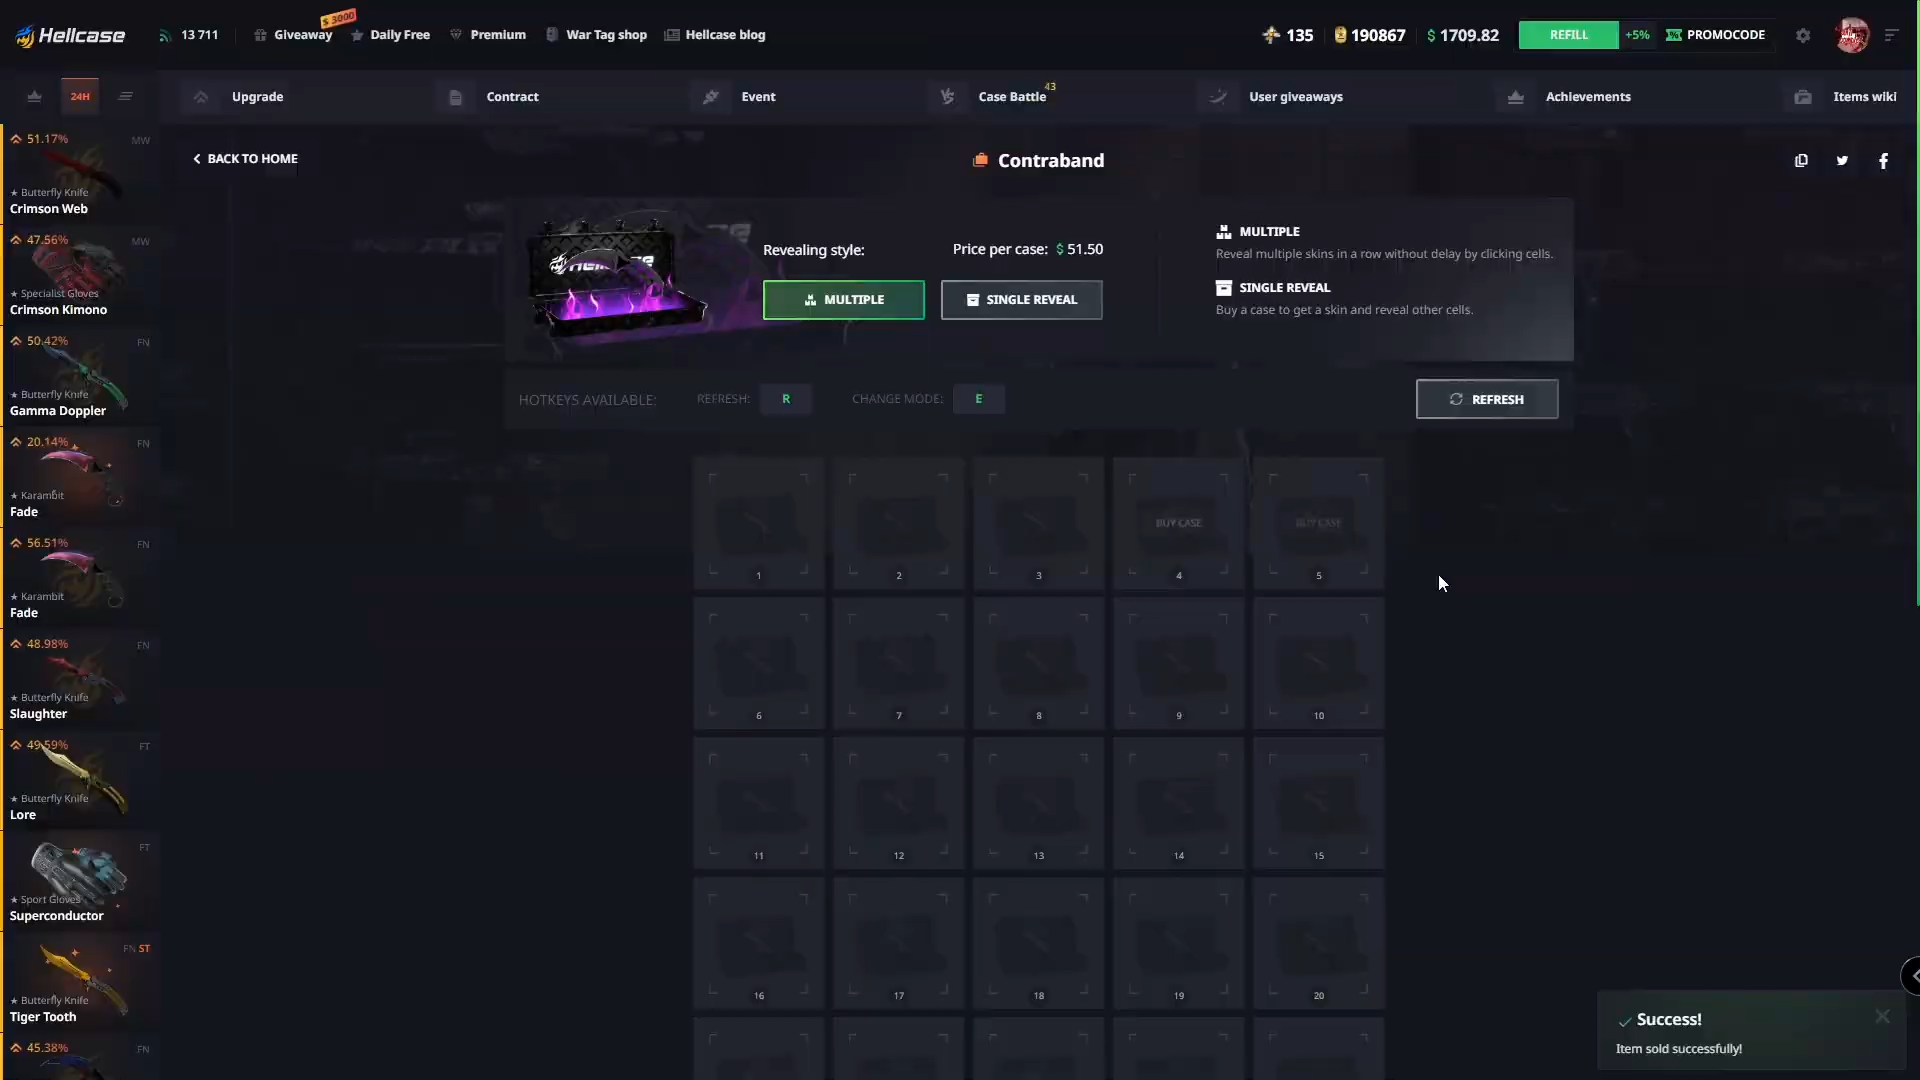 Hellcase
13 711
Giveaway
$ 3000
Daily Free
Premium
War Tag shop
Hellcase blog
135
190867
$ 1709.82
REFILL
+5%
PROMOCODE
24H
Upgrade
Contract
Event
Case Battle
43
User giveaways
Achievements
Items wiki
BACK TO HOME
Contraband
51.17%
MW
★ Butterfly Knife
Crimson Web
47.56%
MW
★ Specialist Gloves
Crimson Kimono
50.42%
FN
★ Butterfly Knife
Gamma Doppler
20.14%
FN
★ Karambit
Fade
56.51%
FN
★ Karambit
Fade
48.98%
FN
★ Butterfly Knife
Slaughter
49.59%
FT
★ Butterfly Knife
Lore
FT
★ Sport Gloves
Superconductor
FN ST
★ Butterfly Knife
Tiger Tooth
45.38%
FN
Revealing style:
Price per case: $ 51.50
MULTIPLE
SINGLE REVEAL
MULTIPLE
Reveal multiple skins in a row without delay by clicking cells.
SINGLE REVEAL
Buy a case to get a skin and reveal other cells.
HOTKEYS AVAILABLE:
REFRESH:
R
CHANGE MODE:
E
REFRESH
BUY CASE
BUY CASE
1
2
3
4
5
6
7
8
9
10
11
12
13
14
15
16
17
18
19
20
Success!
Item sold successfully!